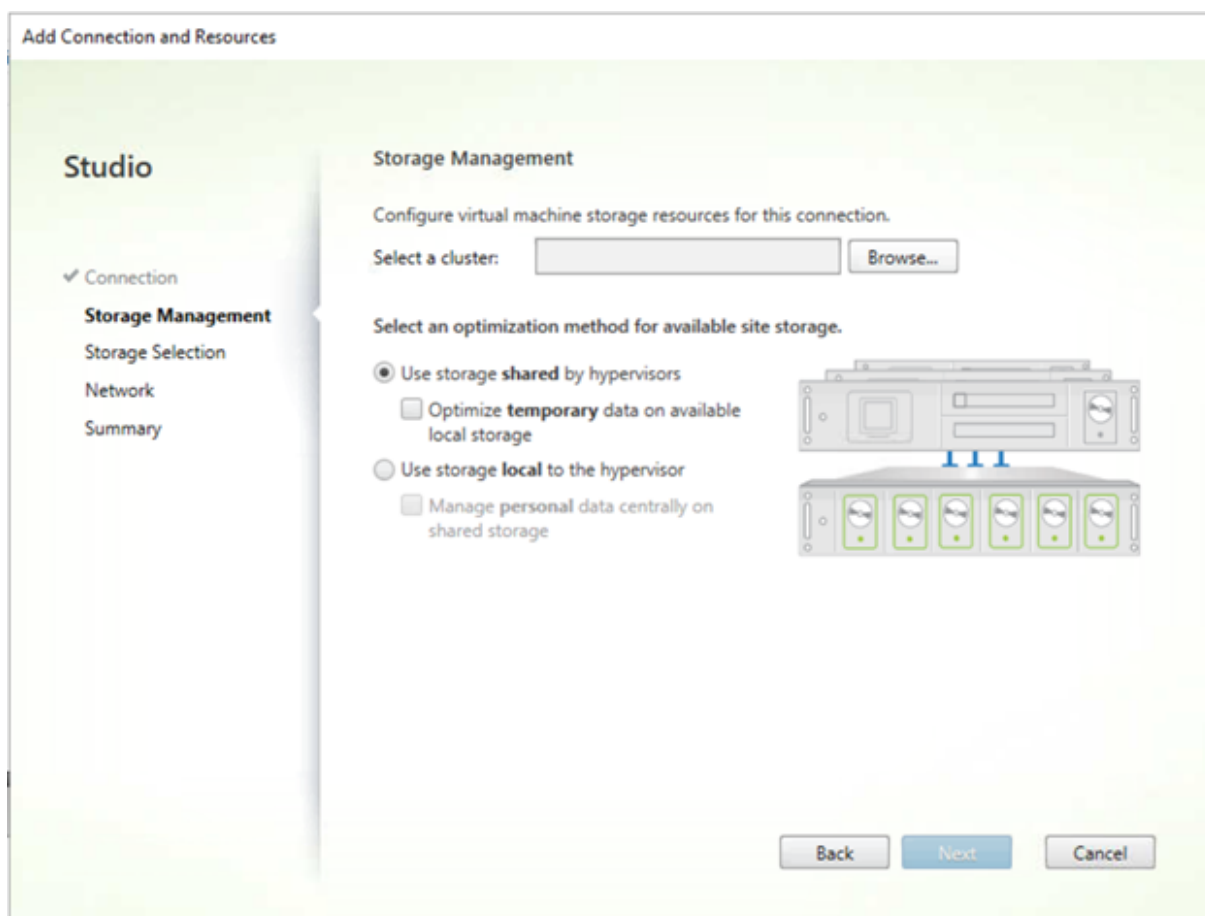 Add Connection and Resources
Studio
Connection
Storage Management
Storage Selection
Network
Summary
Storage Management
Configure virtual machine storage resources for this connection.
Select a cluster:
Browse...
Select an optimization method for available site storage.
Use storage shared by hypervisors
Optimize temporary data on available
local storage
Use storage local to the hypervisor
Manage personal data centrally on
shared storage
Back
Next
Cancel